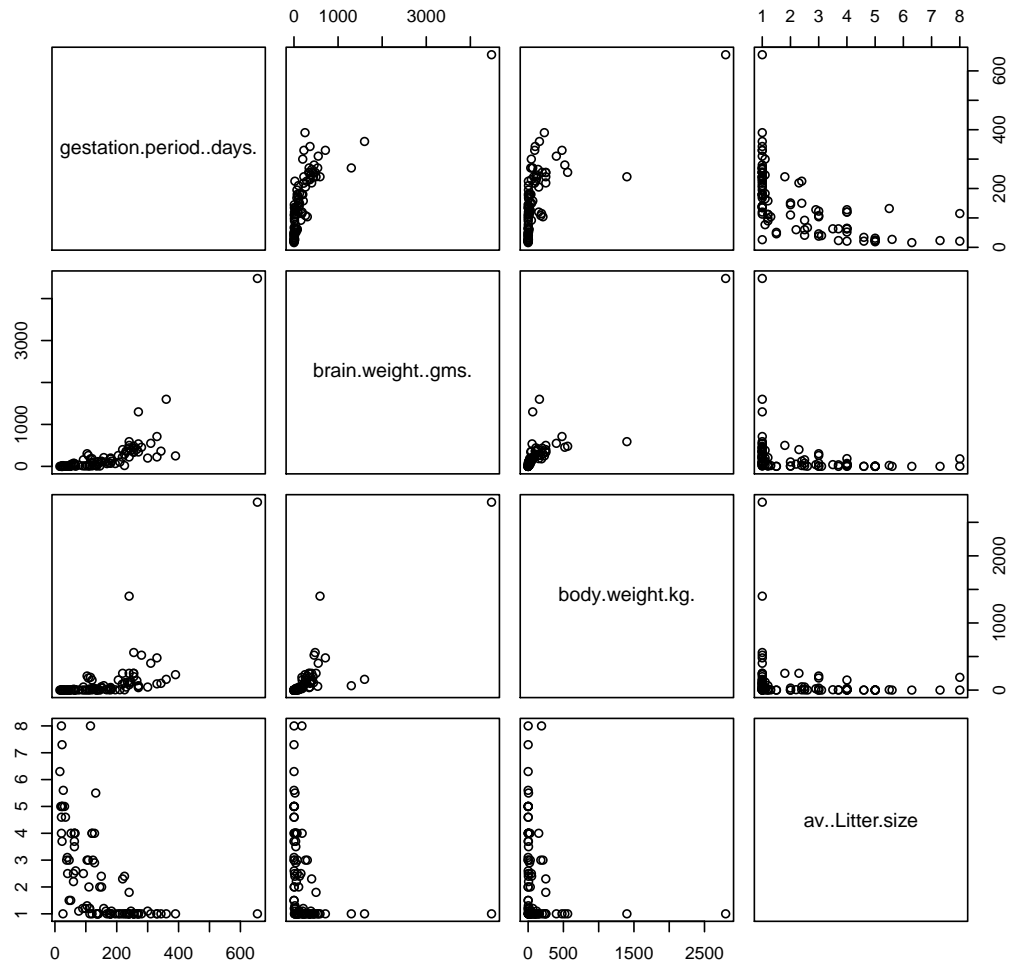 0 1000 3000
1 2 3 4 5 6 7 8
gestation.period..days.
0 200 400 600
0 1000 3000
brain.weight..gms.
body.weight.kg.
0 1000 2000
1 2 3 4 5 6 7 8
av..Litter.size
0 200 400 600
0 500 1500 2500